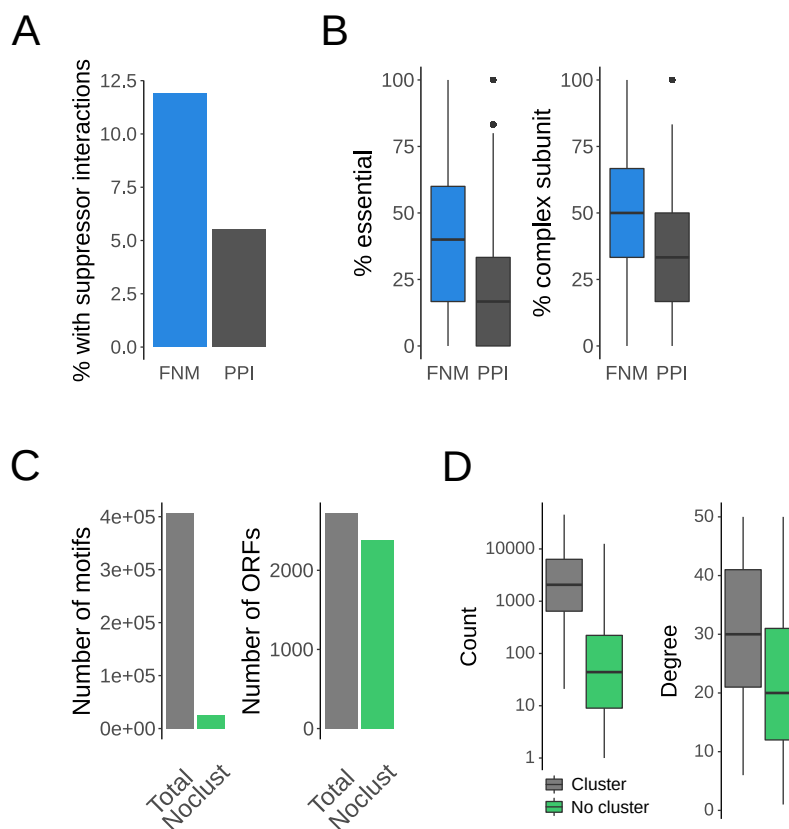 A
B
% with suppressor interactions
12.5
10.0
7.5
5.0
2.5
0.0
FNM PPI
% essential
100
75
50
25
0
FNM PPI
% complex subunit
100
75
50
25
0
FNM PPI
C
D
Number of motifs
4e+05
3e+05
2e+05
1e+05
0e+00
Total
Noclust
Number of ORFs
2000
1000
0
Total
Noclust
Count
10000
1000
100
10
1
Cluster
No cluster
Degree
50
40
30
20
10
0